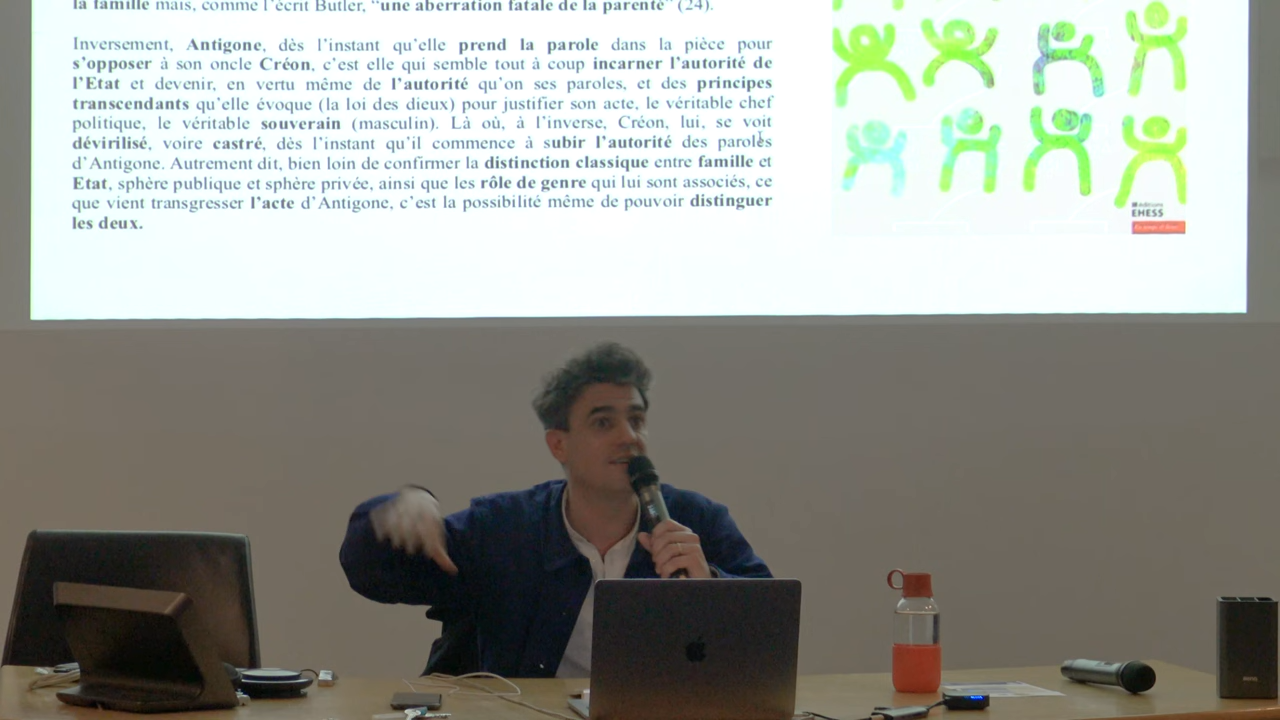 la famille mais, comme l'écrit Butler, "une aberration fatale de la parenté" (24).
Inversement, Antigone, dès l'instant qu'elle prend la parole dans la pièce pour
s'opposer à son oncle Créon, c'est elle qui semble tout à coup incarner l'autorité de
l'Etat et devenir, en vertu même de l'autorité qu'on ses paroles, et des principes
transcendants qu'elle évoque (la loi des dieux) pour justifier son acte, le véritable chef
politique, le véritable souverain (masculin). Là où, à l'inverse, Créon, lui, se voit
dévirilisé, voire castré, dès l'instant qu'il commence à subir l'autorité des paroles
d'Antigone. Autrement dit, bien loin de confirmer la distinction classique entre famille et
Etat, sphère publique et sphère privée, ainsi que les rôle de genre qui lui sont associés, ce
que vient transgresser l'acte d'Antigone, c'est la possibilité même de pouvoir distinguer
les deux.
éditions
EHESS